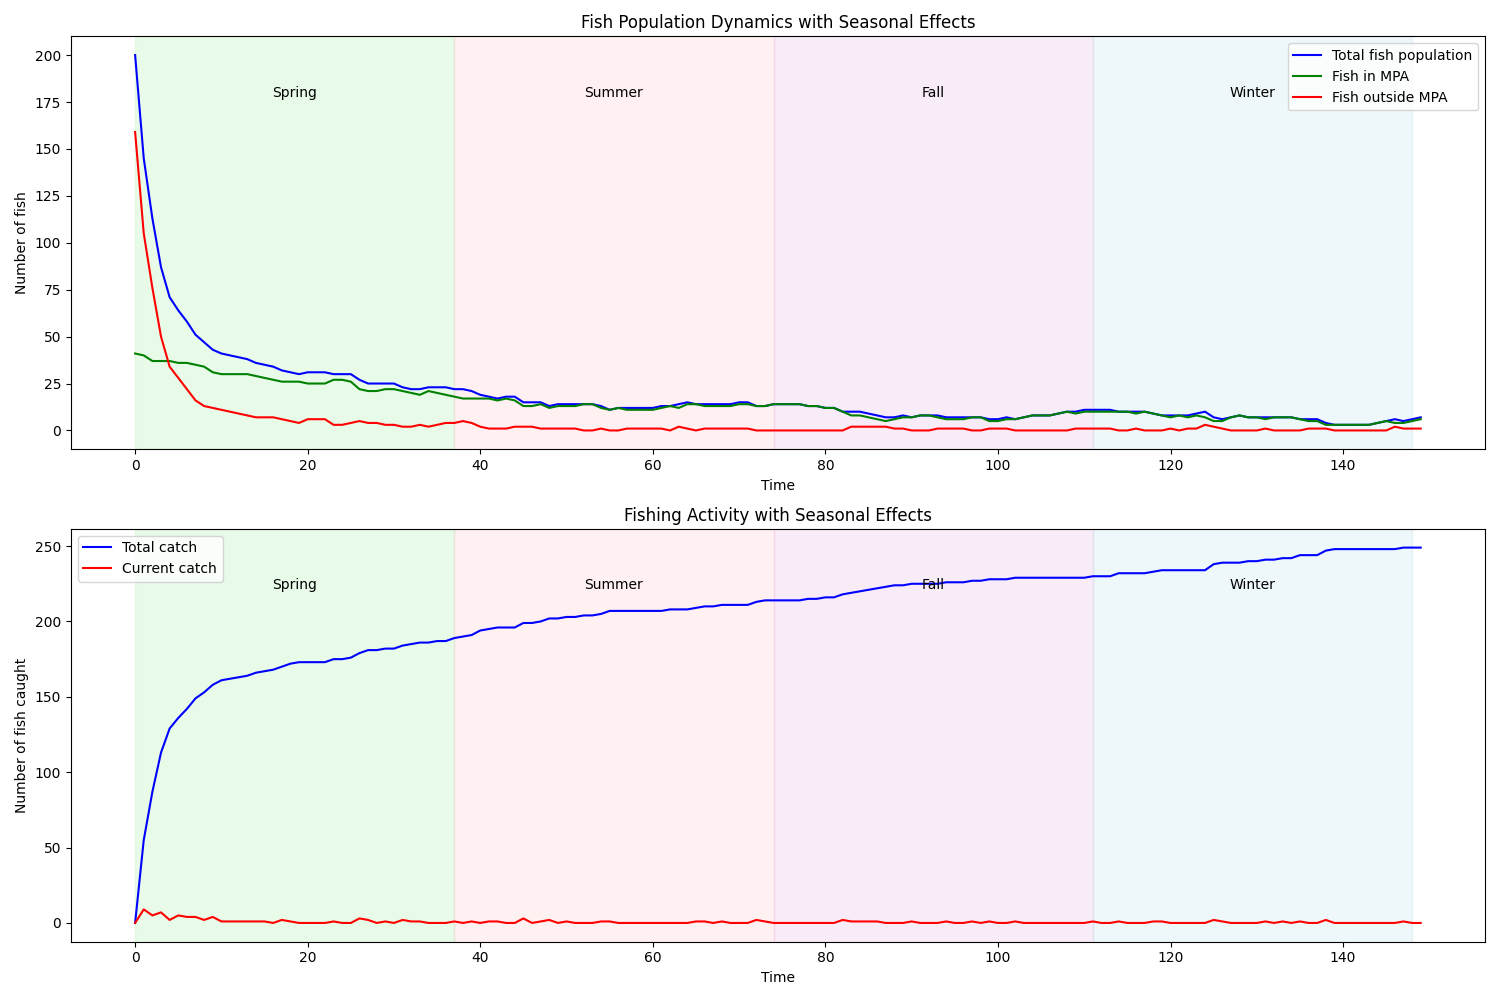 Fish Population Dynamics with Seasonal Effects
Number of fish
200
175
150
125
100
75
50
25
0
Spring
Summer
Fall
Winter
Total fish population
Fish in MPA
Fish outside MPA
0
20
40
60
80
100
120
140
Time
Fishing Activity with Seasonal Effects
Number of fish caught
250
200
150
100
50
0
Total catch
Current catch
Spring
Summer
Fall
Winter
0
20
40
60
80
100
120
140
Time